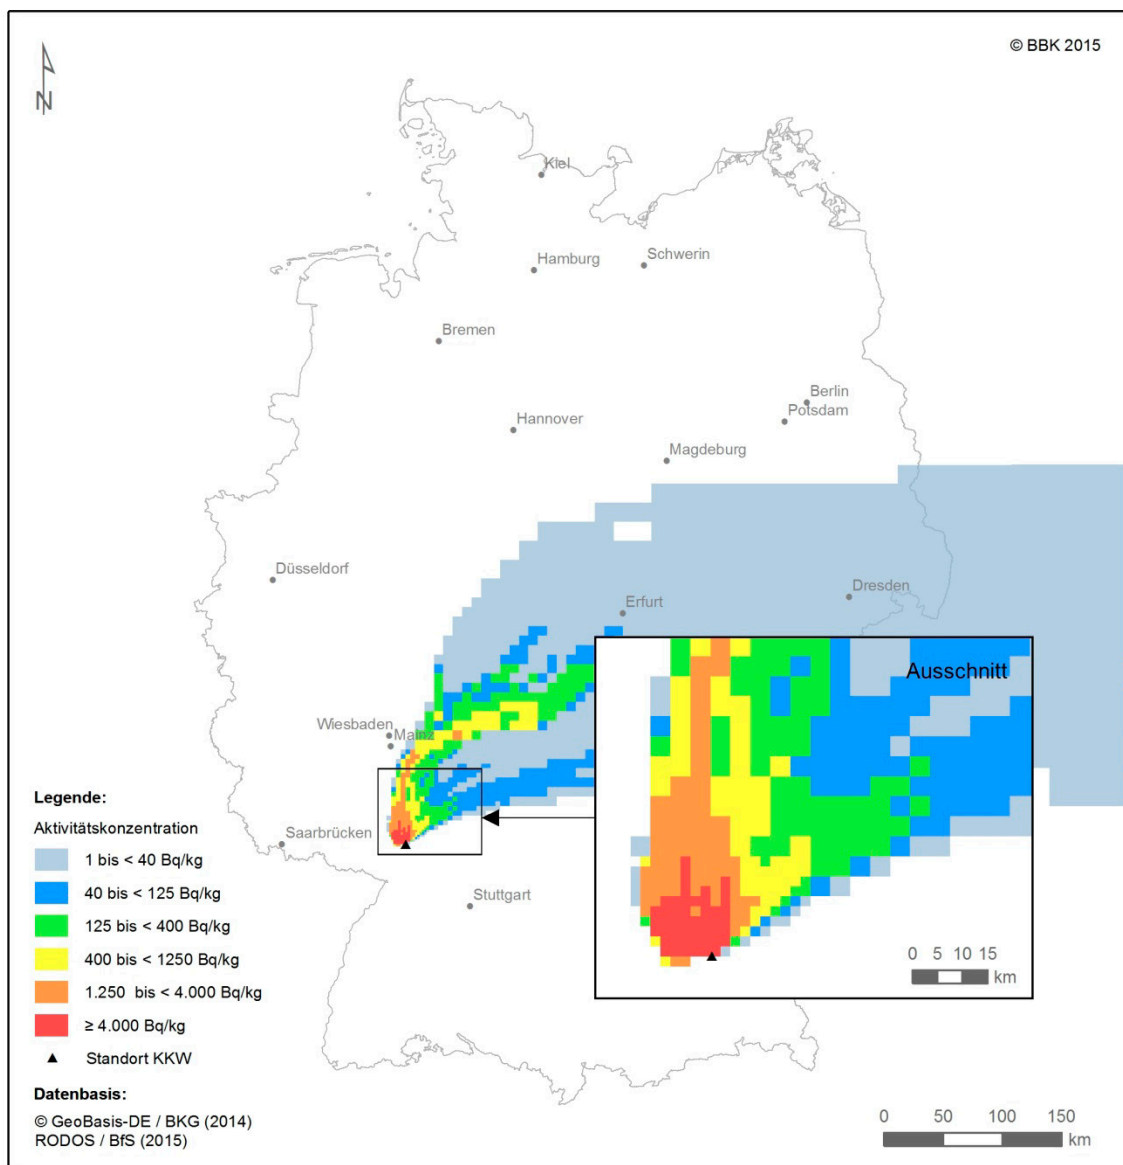 © BBK 2015
N
Kiel
Hamburg
Schwerin
Bremen
Berlin
Potsdam
Hannover
Magdeburg
Düsseldorf
Dresden
Erfurt
Ausschnitt
Wiesbaden
Mainz
Saarbrücken
Stuttgart
0 5 10 15
km
Legende:
Aktivitätskonzentration
1 bis < 40 Bq/kg
40 bis < 125 Bq/kg
125 bis < 400 Bq/kg
400 bis < 1250 Bq/kg
1.250 bis < 4.000 Bq/kg
≥ 4.000 Bq/kg
Standort KKW
Datenbasis:
© GeoBasis-DE / BKG (2014)
RODOS / BfS (2015)
0 50 100 150
km